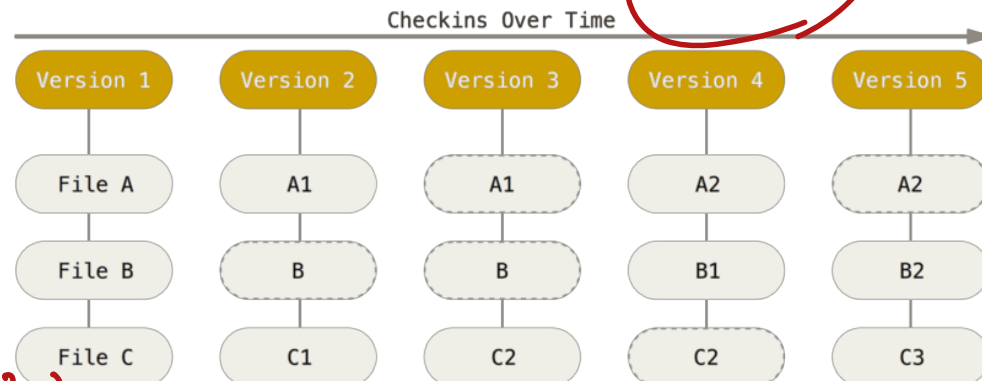 Checkins Over Time
Version 1 Version 2 Version 3 Version 4 Version 5
File A A1 A1 A2 A2
File B B B B1 B2
File C C1 C2 C2 C3